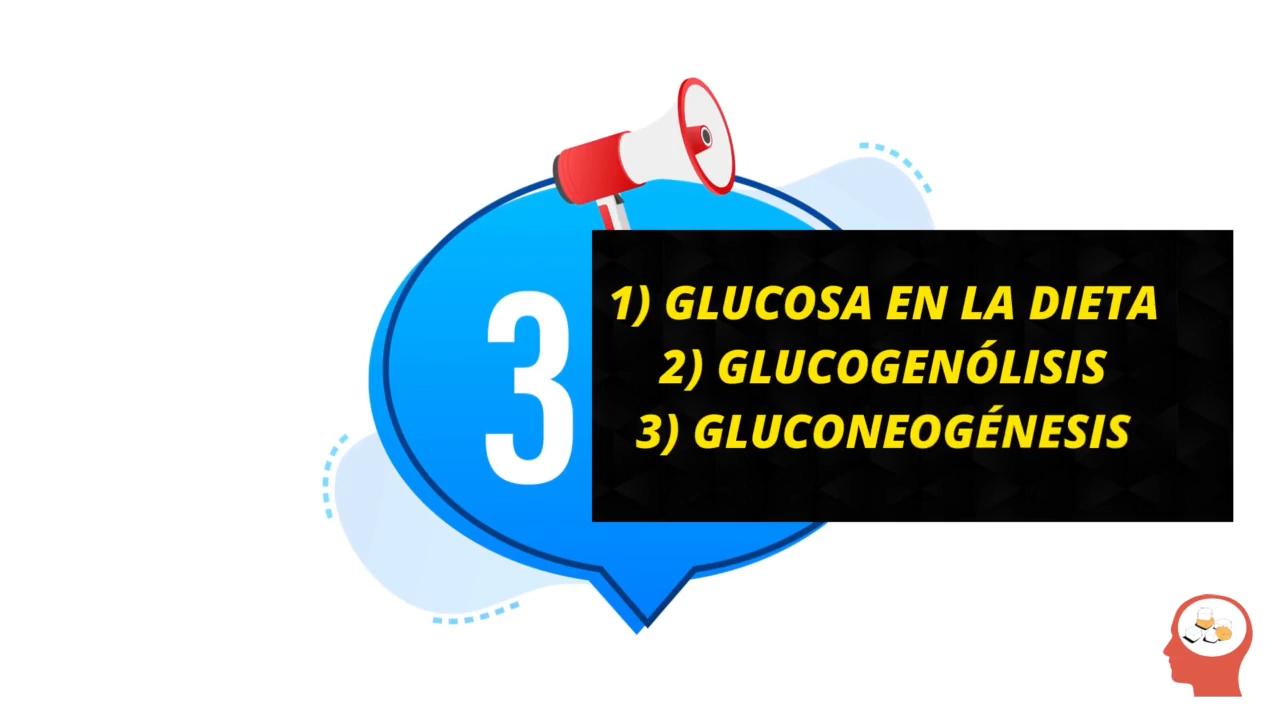 3
1) GLUCOSA EN LA DIETA
2) GLUCOGENÓLISIS
3) GLUCONEOGÉNESIS